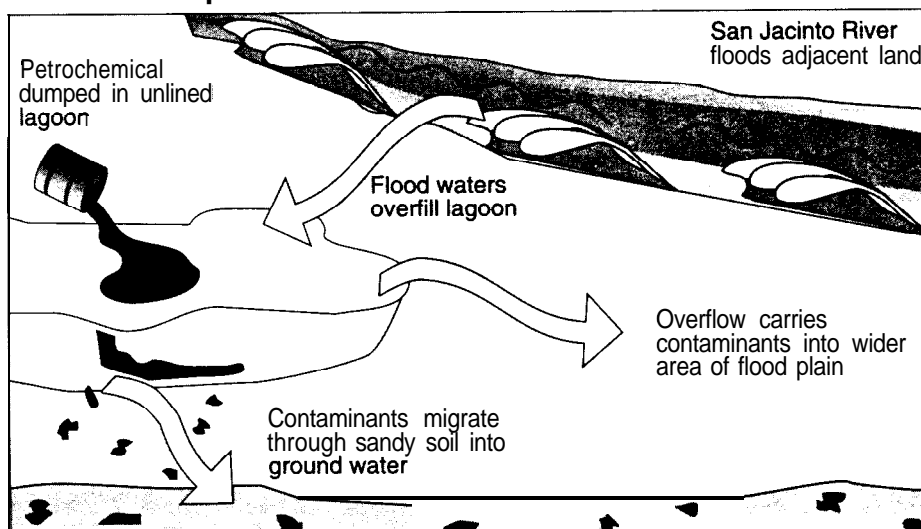 San Jacinto River
floods adjacent land
Petrochemical
dumped in unlined
lagoon
Flood waters
overfill lagoon
Overflow carries
contaminants into wider
area of flood plain
Contaminants migrate
through sandy soil into
ground water